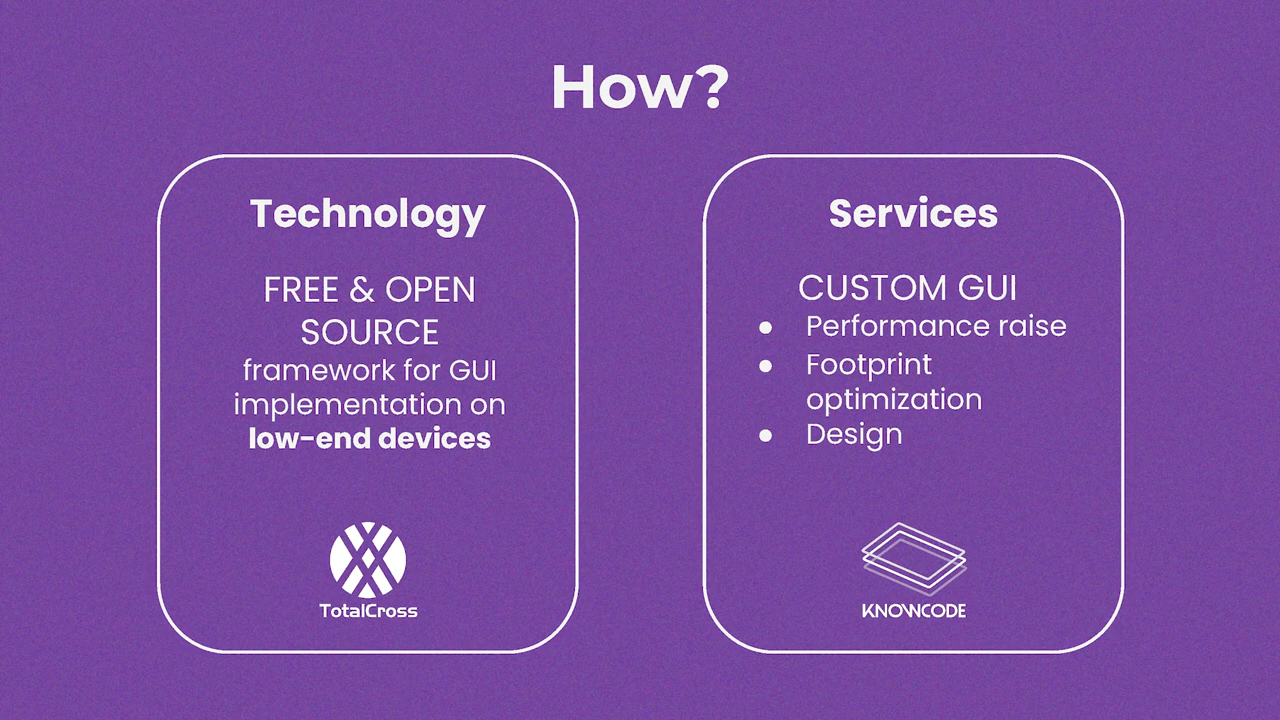 How?
Technology
FREE & OPEN
SOURCE
framework for GUI
implementation on
low-end devices
TotalCross
Services
CUSTOM GUI
● Performance raise
● Footprint
optimization
● Design
KNOWCODE